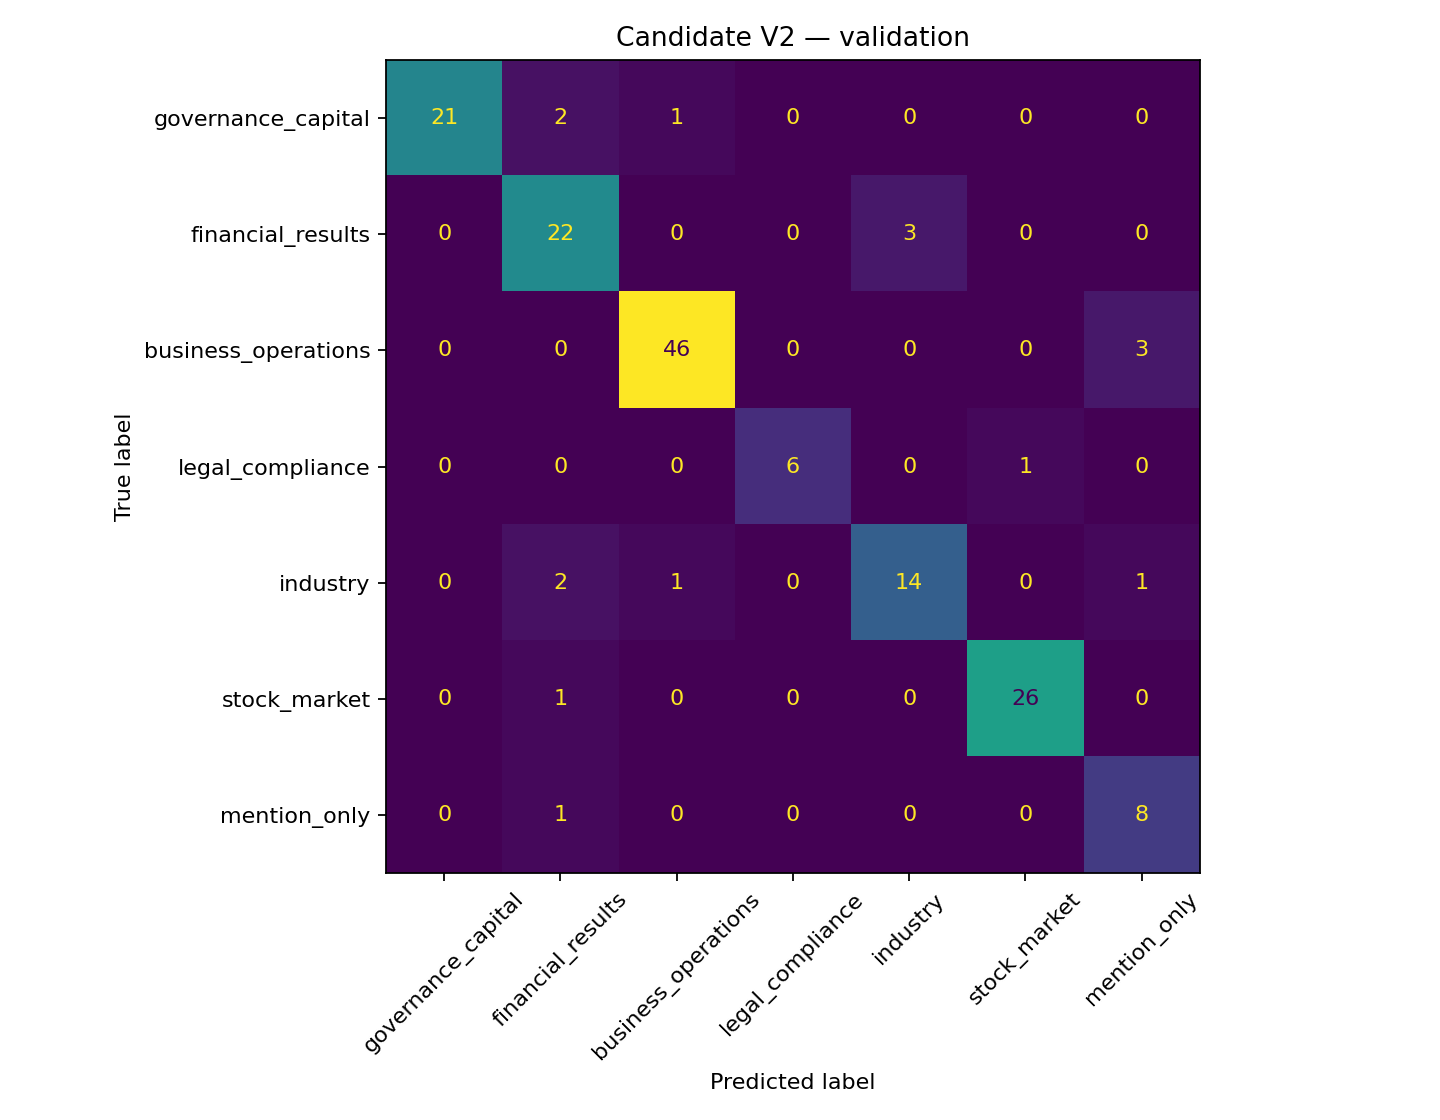 Candidate V2 — validation
governance_capital 21 2 1 0 0 0 0
financial_results 0 22 0 0 3 0 0
business_operations 0 0 46 0 0 0 3
legal_compliance 0 0 0 6 0 1 0
industry 0 2 1 0 14 0 1
stock_market 0 1 0 0 0 26 0
mention_only 0 1 0 0 0 0 8
True label
governance_capital
financial_results
business_operations
legal_compliance
industry
stock_market
mention_only
Predicted label